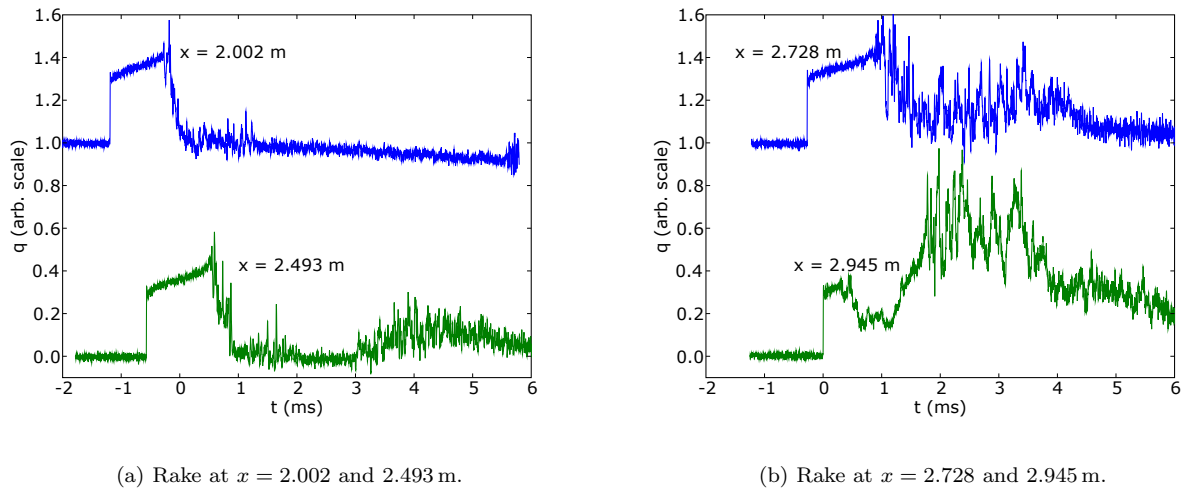 1.6
1.4
1.2
1.0
0.8
0.6
0.4
0.2
0.0
q (arb. scale)
x = 2.002 m
x = 2.493 m
-2 -1 0 1 2 3 4 5 6
t (ms)
(a) Rake at x = 2.002 and 2.493 m.
1.6
1.4
1.2
1.0
0.8
0.6
0.4
0.2
0.0
q (arb. scale)
x = 2.728 m
x = 2.945 m
-2 -1 0 1 2 3 4 5 6
t (ms)
(b) Rake at x = 2.728 and 2.945 m.